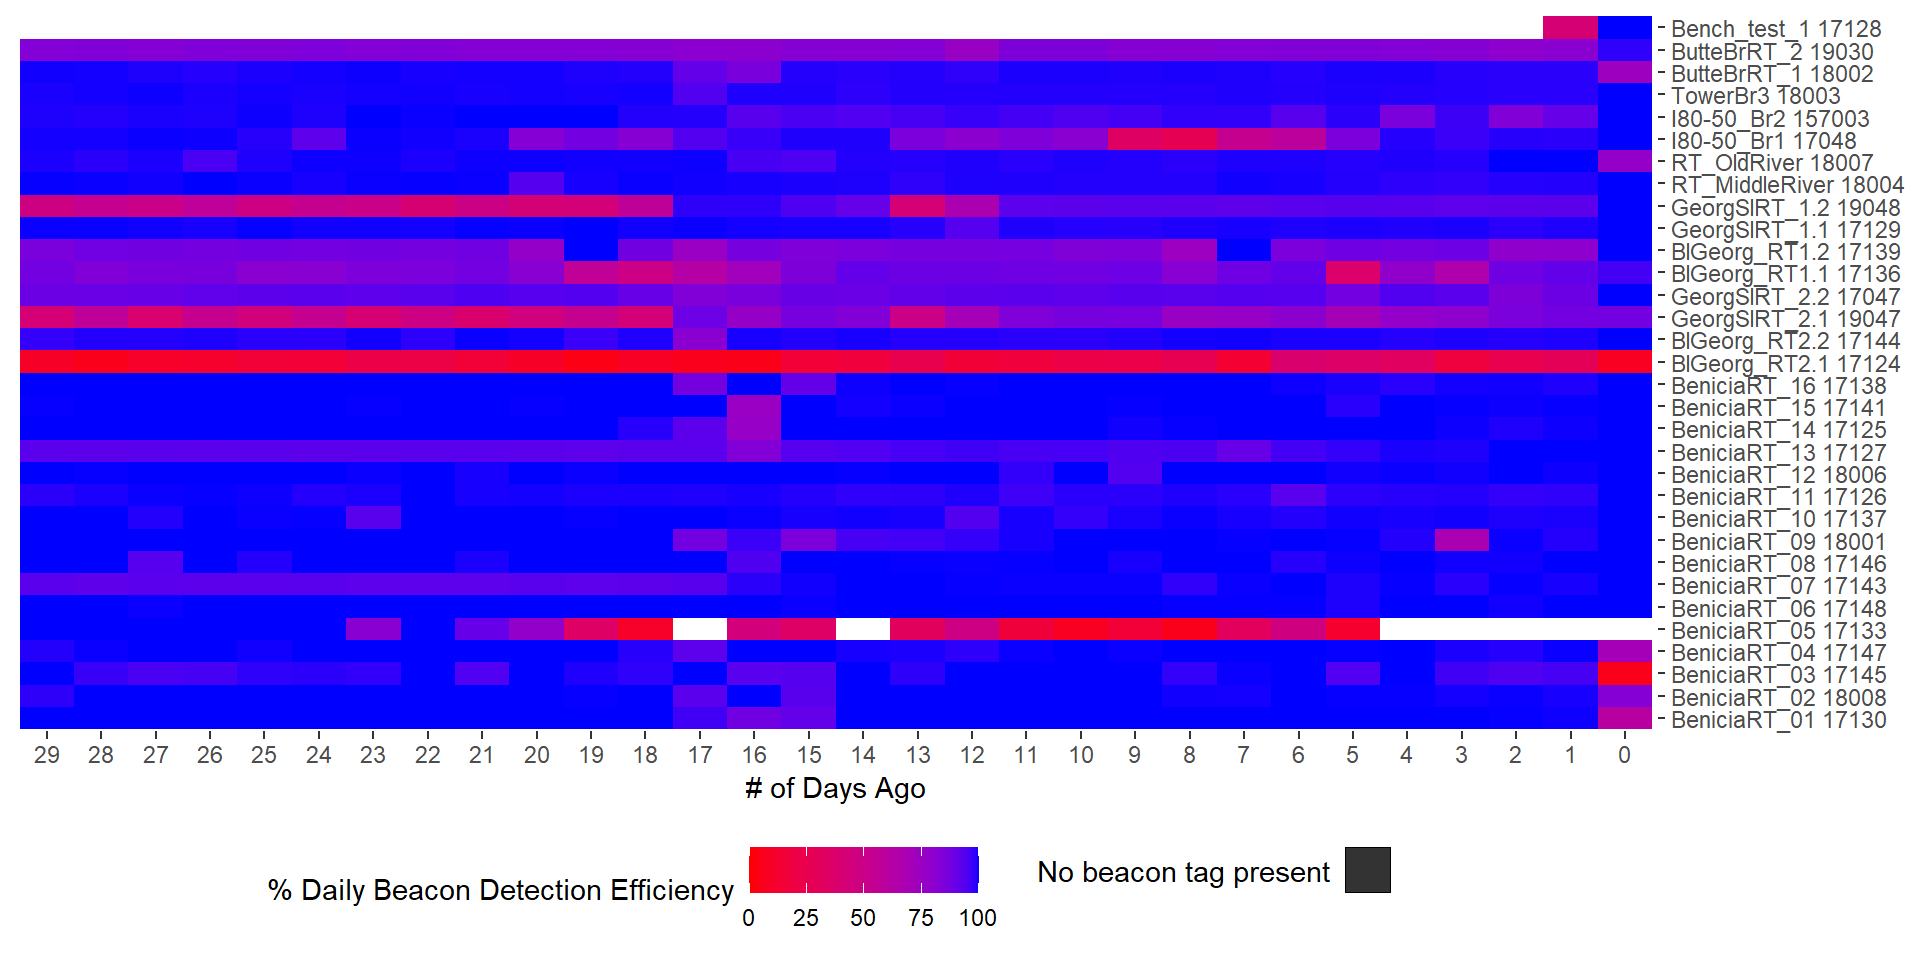 Bench_test_1 17128
ButteBrRT_2 19030
ButteBrRT_1 18002
TowerBr3 18003
I80-50_Br2 157003
I80-50_Br1 17048
RT_OldRiver 18007
RT_MiddleRiver 18004
GeorgSlRT_1.2 19048
GeorgSlRT_1.1 17129
BlGeorg_RT1.2 17139
BlGeorg_RT1.1 17136
GeorgSlRT_2.2 17047
GeorgSlRT_2.1 19047
BlGeorg_RT2.2 17144
BlGeorg_RT2.1 17124
BeniciaRT_16 17138
BeniciaRT_15 17141
BeniciaRT_14 17125
BeniciaRT_13 17127
BeniciaRT_12 18006
BeniciaRT_11 17126
BeniciaRT_10 17137
BeniciaRT_09 18001
BeniciaRT_08 17146
BeniciaRT_07 17143
BeniciaRT_06 17148
BeniciaRT_05 17133
BeniciaRT_04 17147
BeniciaRT_03 17145
BeniciaRT_02 18008
BeniciaRT_01 17130
29 28 27 26 25 24 23 22 21 20 19 18 17 16 15 14 13 12 11 10 9 8 7 6 5 4 3 2 1 0
# of Days Ago
% Daily Beacon Detection Efficiency
0 25 50 75 100
No beacon tag present